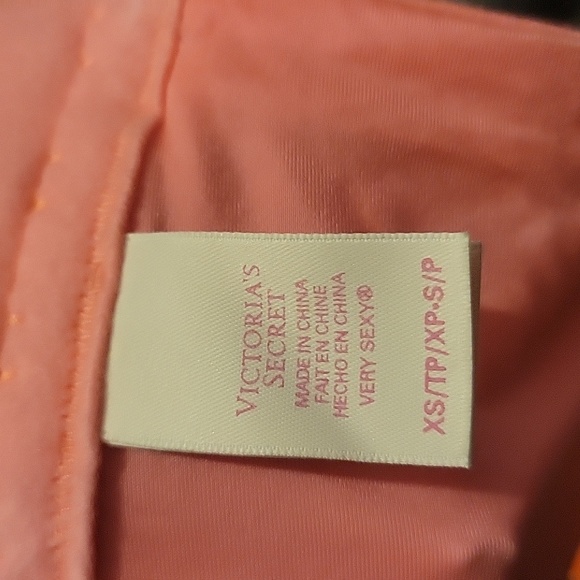 VICTORIA'S
SECRET
MADE IN CHINA
FAIT EN CHINE
HECHO EN CHINA
VERY SEXY®
XS/TP/XP•S/P